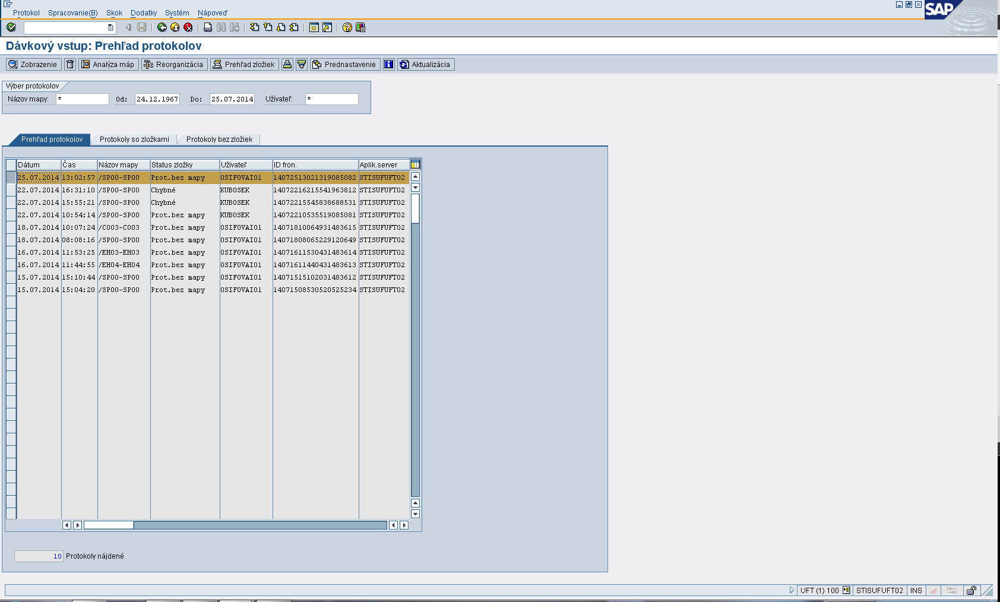 Protokol Spracovanie(B) Skok Dodatky Systém Nápoveď
SAP
Dávkový vstup: Prehľad protokolov
Zobrazenie Analýza máp Reorganizácia Prehľad zložiek Prednastavenie Aktualizácia
Výber protokolov
Názov mapy: * Od: 24.12.1967 Do: 25.07.2014 Užívateľ: *
Prehľad protokolov Protokoly so zložkami Protokoly bez zložiek
Dátum Čas Názov mapy Status zložky Užívateľ ID fron. Aplik.server
25.07.2014 13:02:57 /SP00-SP00 Prot.bez mapy OSIFOVAI01 14072513021319085082 STISUFUFT02
22.07.2014 16:31:10 /SP00-SP00 Chybné KUBOSEK 14072216215541963812 STISUFUFT02
22.07.2014 15:55:21 /SP00-SP00 Chybné KUBOSEK 14072215545838688531 STISUFUFT02
22.07.2014 10:54:14 /SP00-SP00 Prot.bez mapy KUBOSEK 14072210535519085081 STISUFUFT02
18.07.2014 10:07:24 /C003-C003 Prot.bez mapy OSIFOVAI01 14071810064931483615 STISUFUFT02
18.07.2014 08:08:16 /SP00-SP00 Prot.bez mapy OSIFOVAI01 14071808065229120649 STISUFUFT02
16.07.2014 11:53:25 /EH03-EH03 Prot.bez mapy OSIFOVAI01 14071611530431483614 STISUFUFT02
16.07.2014 11:44:55 /EH04-EH04 Prot.bez mapy OSIFOVAI01 14071611440431483613 STISUFUFT02
15.07.2014 15:10:44 /SP00-SP00 Prot.bez mapy OSIFOVAI01 14071515102031483612 STISUFUFT02
15.07.2014 15:04:20 /SP00-SP00 Prot.bez mapy OSIFOVAI01 14071508530520525234 STISUFUFT02
10 Protokoly nájdené
UFT (1) 100 STISUFUFT02 INS